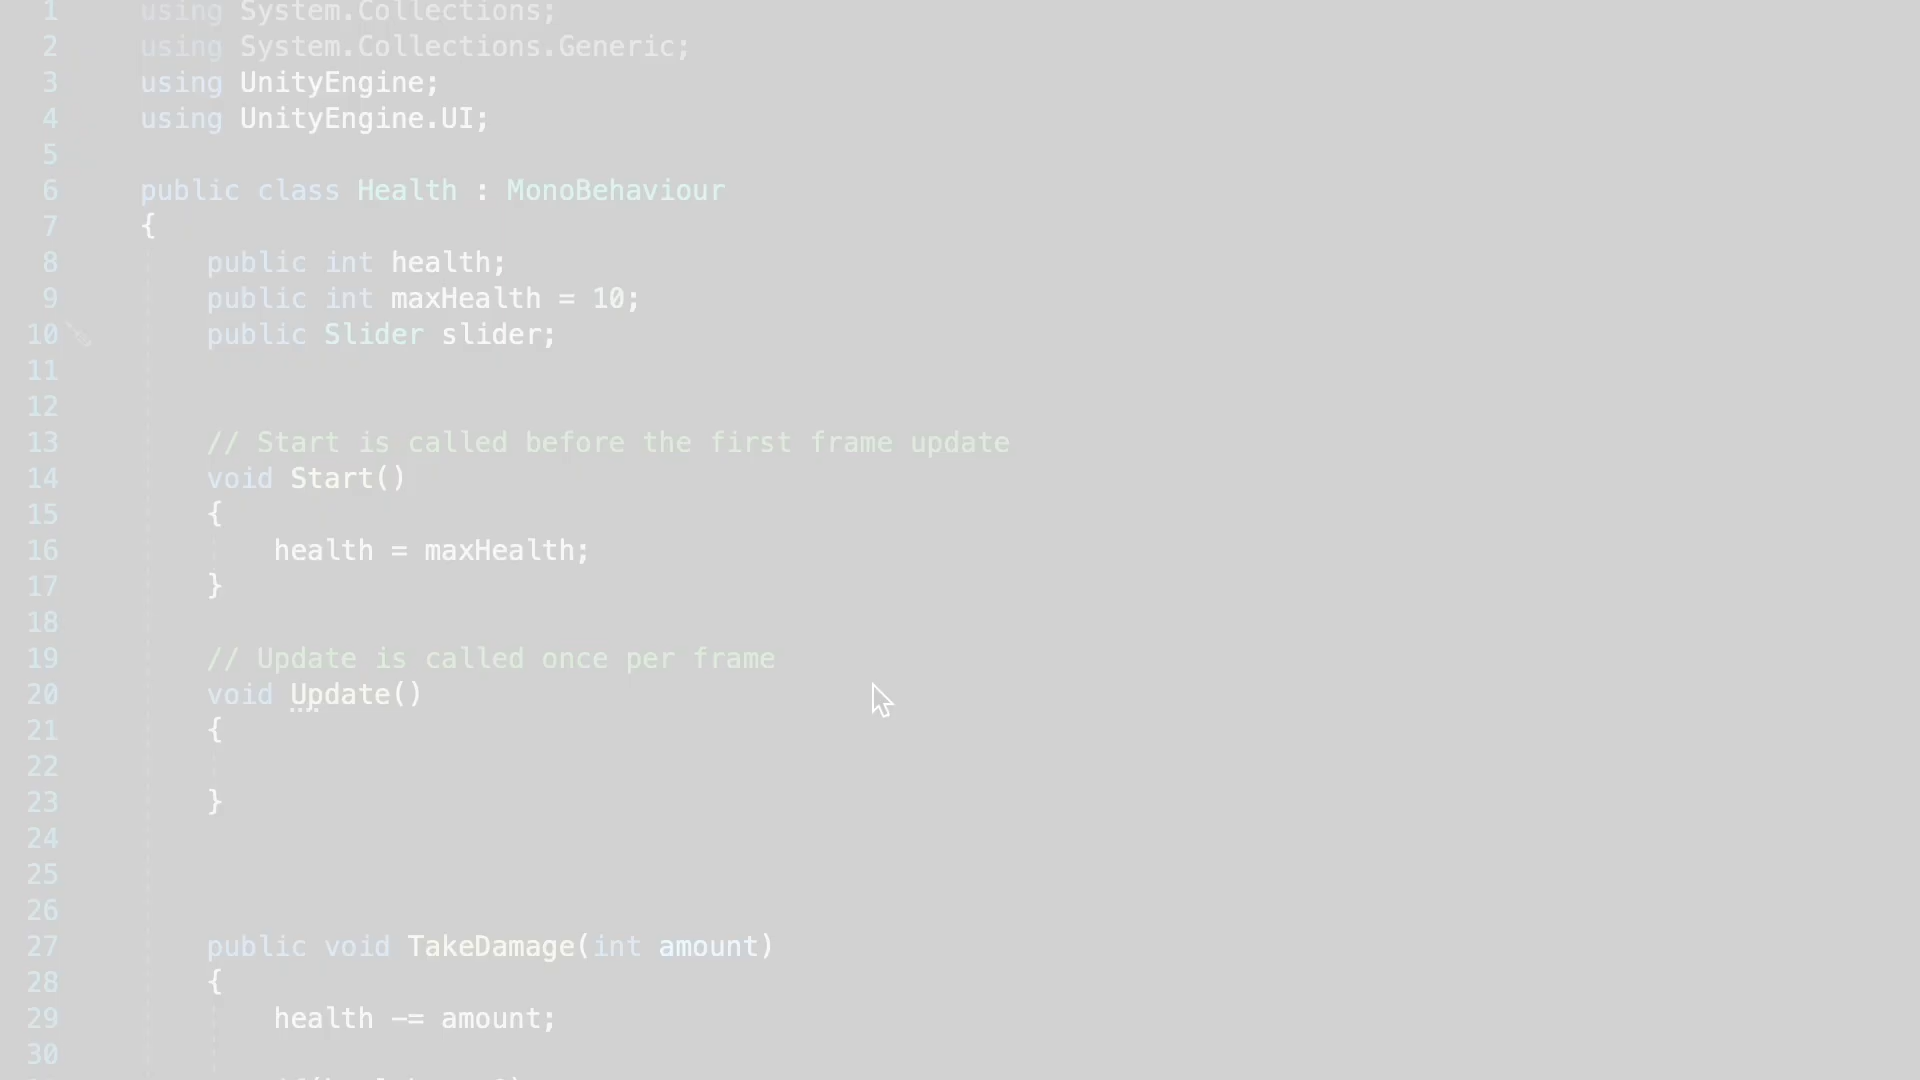 1 using System.Collections;
2 using System.Collections.Generic;
3 using UnityEngine;
4 using UnityEngine.UI;
5
6 public class Health : MonoBehaviour
7 {
8 public int health;
9 public int maxHealth = 10;
10 public Slider slider;
11
12
13 // Start is called before the first frame update
14 void Start()
15 {
16 health = maxHealth;
17 }
18
19 // Update is called once per frame
20 void Update()
21 {
22
23 }
24
25
26
27 public void TakeDamage(int amount)
28 {
29 health -= amount;
30